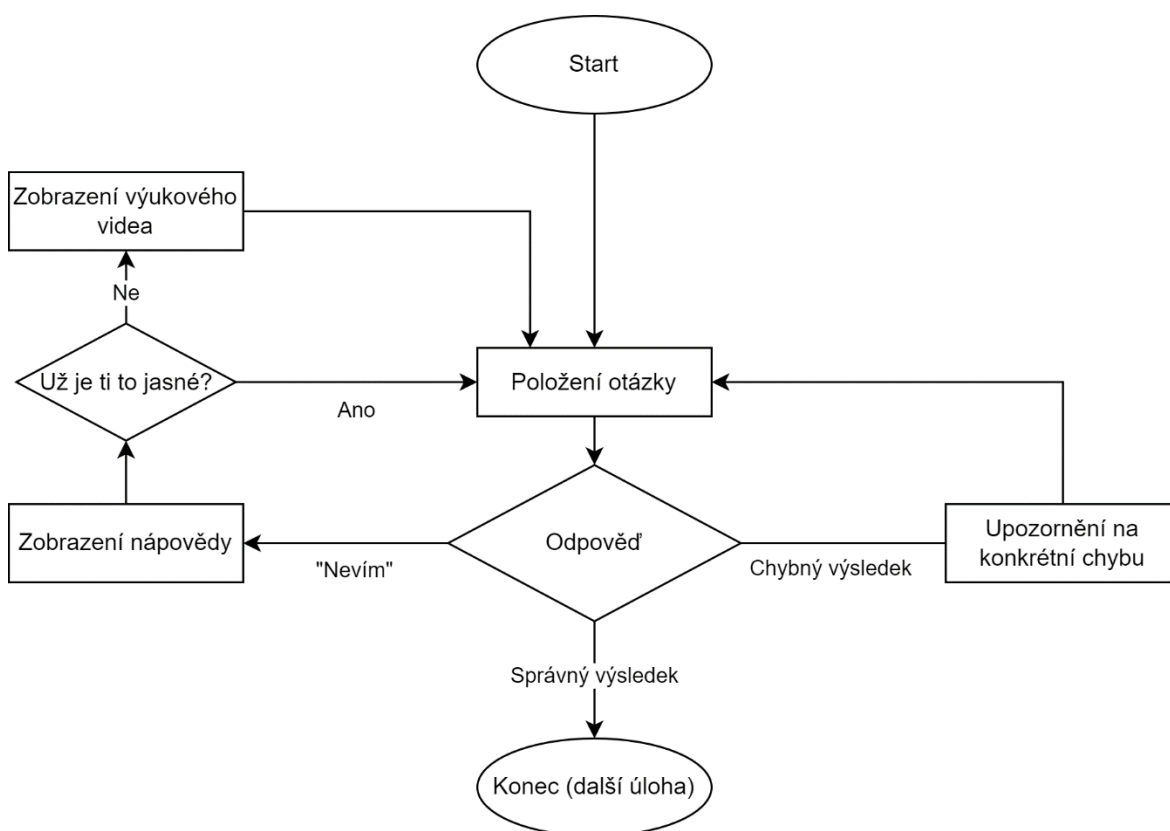 Start
Zobrazení výukového
videa
Ne
Už je ti to jasné?
Ano
Položení otázky
Zobrazení nápovědy
"Nevím"
Odpověď
Chybný výsledek
Upozornění na
konkrétní chybu
Správný výsledek
Konec (další úloha)